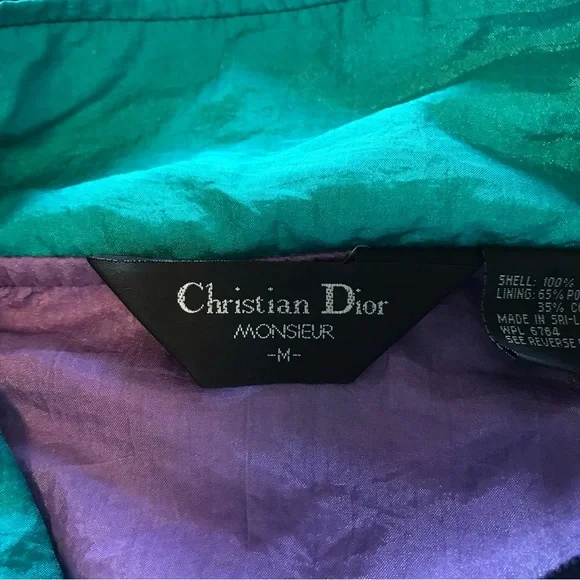 Christian Dior
MONSIEUR
-M-
SHELL: 100%
LINING: 65% PO
35% C
MADE IN SRI-L
WPL 6764
SEE REVERSE